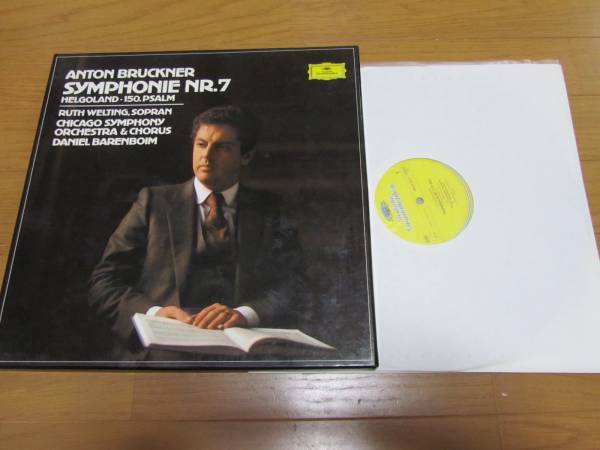 ANTON BRUCKNER
SYMPHONIE NR.7
HELGOLAND · 150. PSALM
RUTH WELTING, SOPRAN
CHICAGO SYMPHONY
ORCHESTRA & CHORUS
DANIEL BARENBOIM